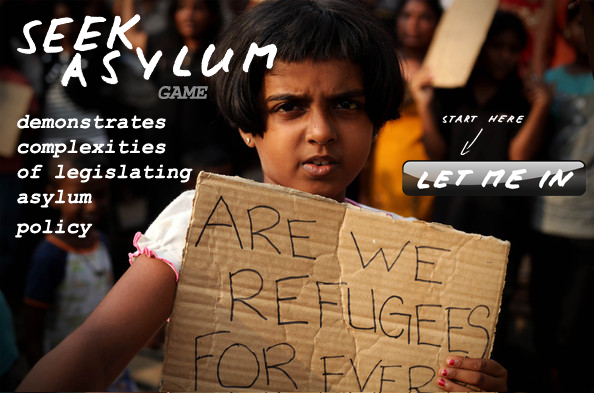 SEEK
ASYLUM
GAME
demonstrates
complexities
of legislating
asylum
policy
START HERE
LET ME IN
ARE WE
REFUGEES
FOR EVER